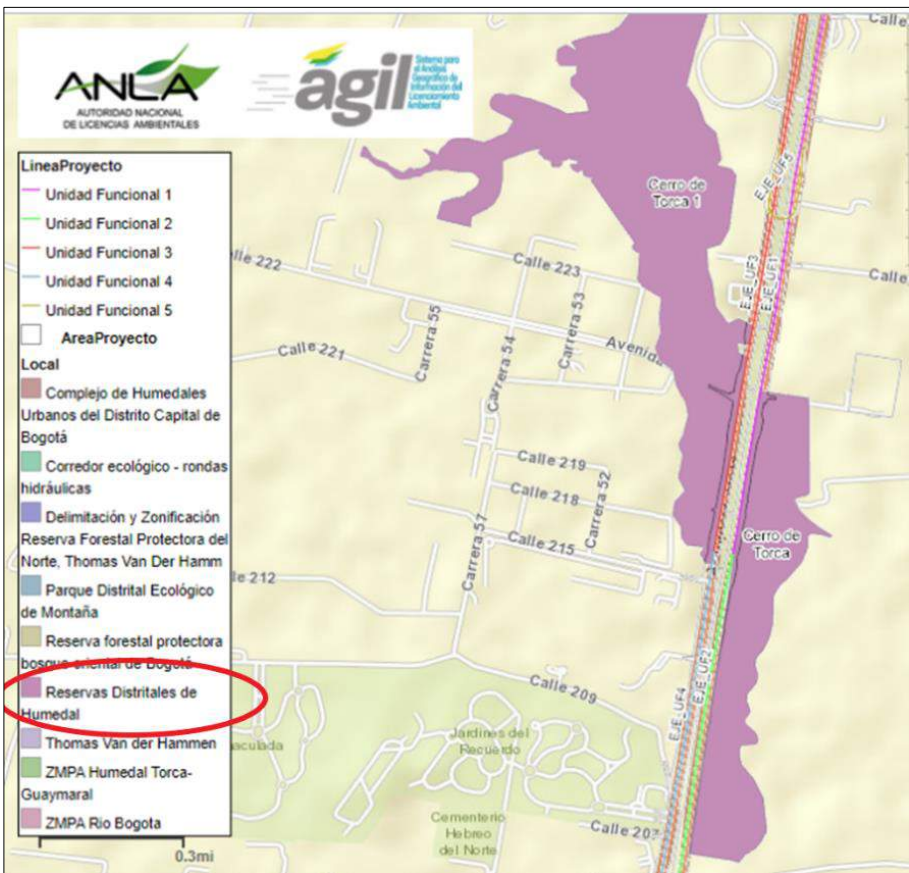 ANLA
AUTORIDAD NACIONAL
DE LICENCIAS AMBIENTALES
ágil
Sistema para
el Análisis
Geográfico de
Información del
Licenciamiento
Ambiental
LineaProyecto
Unidad Funcional 1
Unidad Funcional 2
Unidad Funcional 3
Unidad Funcional 4
Unidad Funcional 5
AreaProyecto
Local
Complejo de Humedales
Urbanos del Distrito Capital de
Bogotá
Corredor ecológico - rondas
hidráulicas
Delimitación y Zonificación
Reserva Forestal Protectora del
Norte, Thomas Van Der Hamm
Parque Distrital Ecológico
de Montaña
Reserva forestal protectora
bosque oriental de Bogotá
Reservas Distritales de
Humedal
Thomas Van der Hammen
ZMPA Humedal Torca-
Guaymaral
ZMPA Rio Bogota
0.3mi
Calle
Cerro de
Torca 1
EJE_UF5
EJE_UF3
EJE_UF1
Calle
lle 222
Calle 223
Carrera 53
Carrera 55
Carrera 54
Avenida
Calle 221
Calle 219
Calle 218
Carrera 52
Calle 215
Carrera 57
Cerro de
Torca
le 212
EJE_UF2
EJE_UF4
Calle 209
maculada
Jardines del
Recuerdo
Cementerio
Hebreo
del Norte
Calle 207